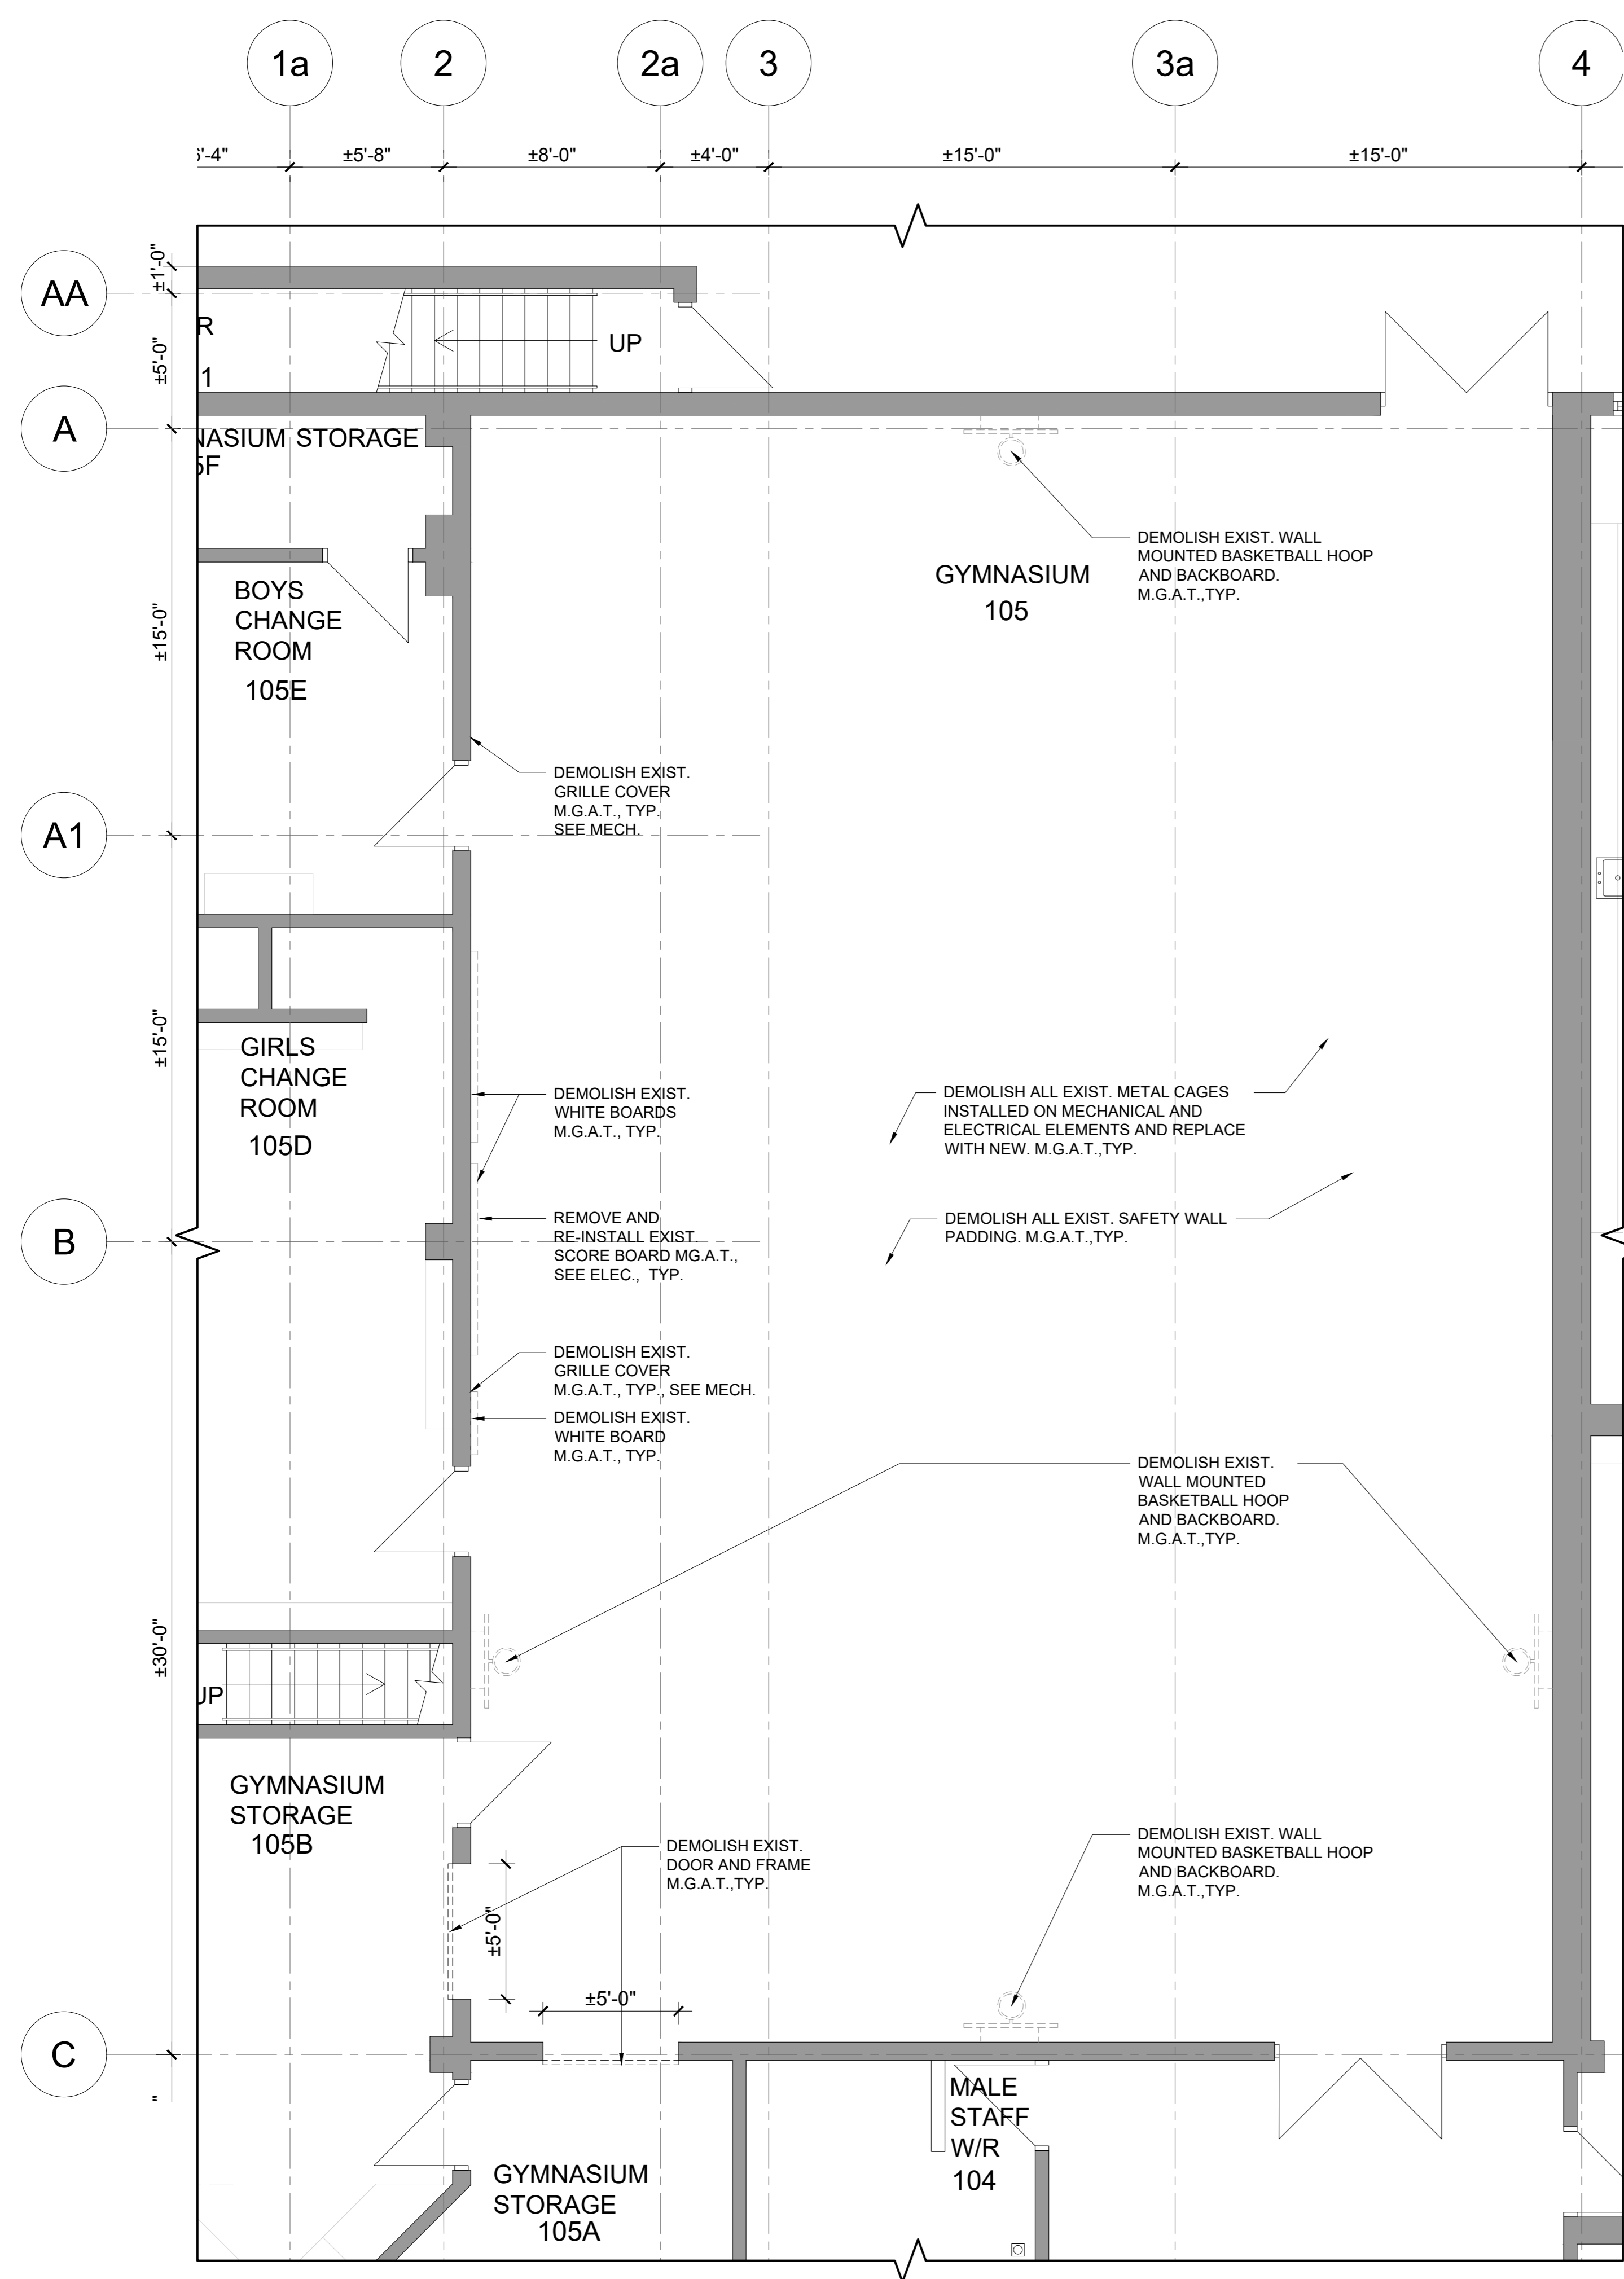 1a
2
2a
3
3a
4
5'-8"
±5'-8"
±8'-0"
±4'-0"
±15'-0"
±15'-0"
±1'-0"
AA
±5'-0"
R
1
UP
A
NASIUM STORAGE
5F
DEMOLISH EXIST. WALL
MOUNTED BASKETBALL HOOP
AND BACKBOARD.
M.G.A.T.,TYP.
GYMNASIUM
105
BOYS
CHANGE
ROOM
105E
±15'-0"
DEMOLISH EXIST.
GRILLE COVER
M.G.A.T., TYP.
SEE MECH.
A1
±15'-0"
GIRLS
CHANGE
ROOM
105D
DEMOLISH EXIST.
WHITE BOARDS
M.G.A.T., TYP.
DEMOLISH ALL EXIST. METAL CAGES
INSTALLED ON MECHANICAL AND
ELECTRICAL ELEMENTS AND REPLACE
WITH NEW. M.G.A.T.,TYP.
REMOVE AND
RE-INSTALL EXIST.
SCORE BOARD MG.A.T.,
SEE ELEC., TYP.
DEMOLISH ALL EXIST. SAFETY WALL
PADDING. M.G.A.T.,TYP.
B
DEMOLISH EXIST.
GRILLE COVER
M.G.A.T., TYP., SEE MECH.
DEMOLISH EXIST.
WHITE BOARD
M.G.A.T., TYP.
DEMOLISH EXIST.
WALL MOUNTED
BASKETBALL HOOP
AND BACKBOARD.
M.G.A.T.,TYP.
±30'-0"
UP
GYMNASIUM
STORAGE
105B
DEMOLISH EXIST.
DOOR AND FRAME
M.G.A.T.,TYP.
DEMOLISH EXIST. WALL
MOUNTED BASKETBALL HOOP
AND BACKBOARD.
M.G.A.T.,TYP.
±5'-0"
±5'-0"
C
"
MALE
STAFF
W/R
104
GYMNASIUM
STORAGE
105A